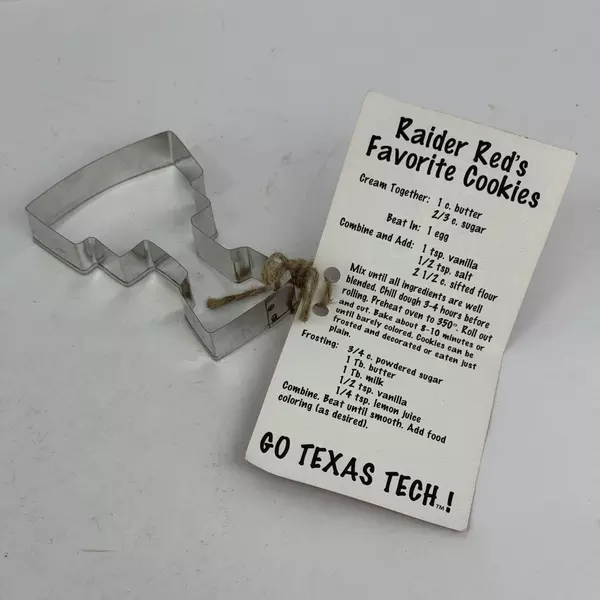 Raider Red's
Favorite Cookies
Cream Together: 1 c. butter
2/3 c. sugar
Beat In: 1 egg
Combine and Add: 1 tsp. vanilla
1/2 tsp. salt
2 1/2 c. sifted flour
Mix until all ingredients are well
blended. Chill dough 3-4 hours before
rolling. Preheat oven to 350°. Roll out
and cut. Bake about 8-10 minutes or
until barely colored. Cookies can be
frosted and decorated or eaten just
plain.
Frosting: 3/4 c. powdered sugar
1 Tb. butter
1 Tb. milk
1/2 tsp. vanilla
1/4 tsp. lemon juice
Combine. Beat until smooth. Add food
coloring (as desired).
GO TEXAS TECH™!